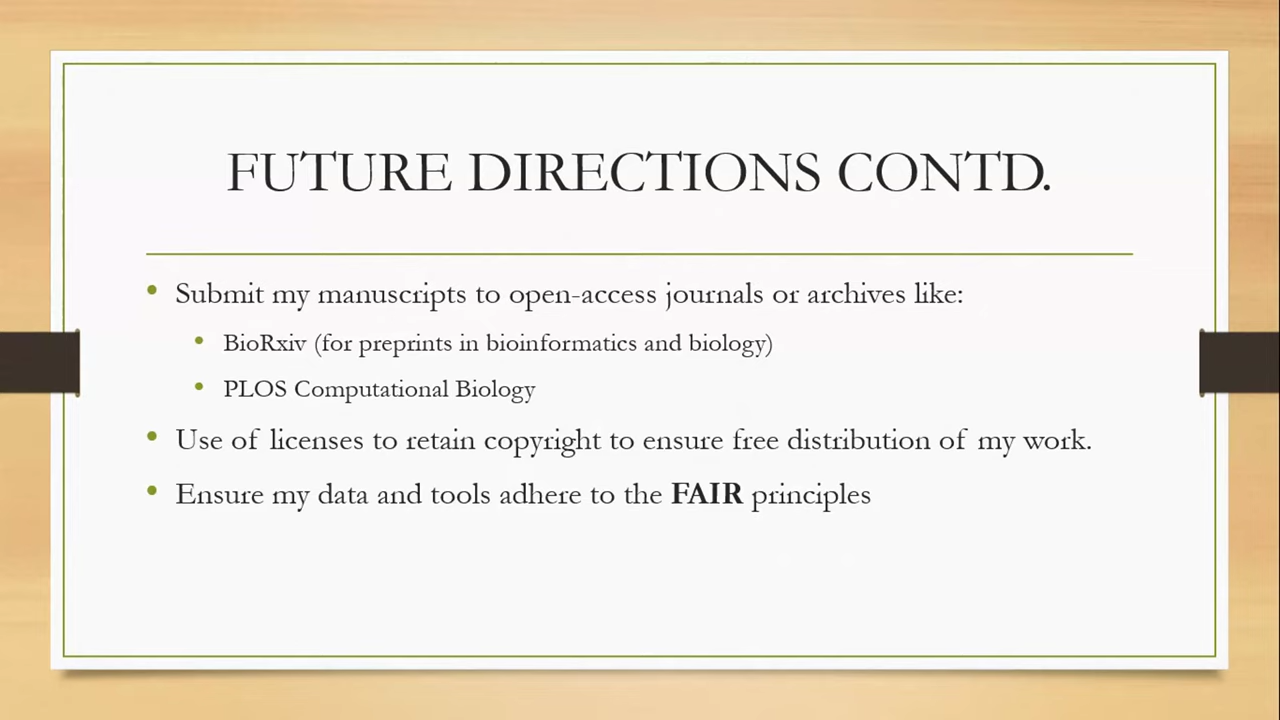 FUTURE DIRECTIONS CONTD.
• Submit my manuscripts to open-access journals or archives like:
• BioRxiv (for preprints in bioinformatics and biology)
• PLOS Computational Biology
• Use of licenses to retain copyright to ensure free distribution of my work.
• Ensure my data and tools adhere to the FAIR principles